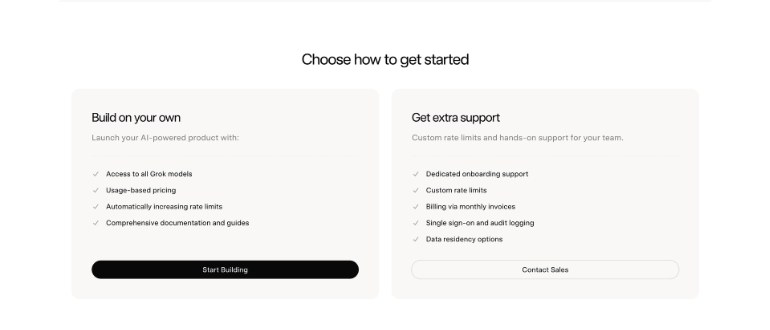 Choose how to get started
Build on your own
Launch your AI-powered product with:
Access to all Grok models
Usage-based pricing
Automatically increasing rate limits
Comprehensive documentation and guides
Start Building
Get extra support
Custom rate limits and hands-on support for your team.
Dedicated onboarding support
Custom rate limits
Billing via monthly invoices
Single sign-on and audit logging
Data residency options
Contact Sales